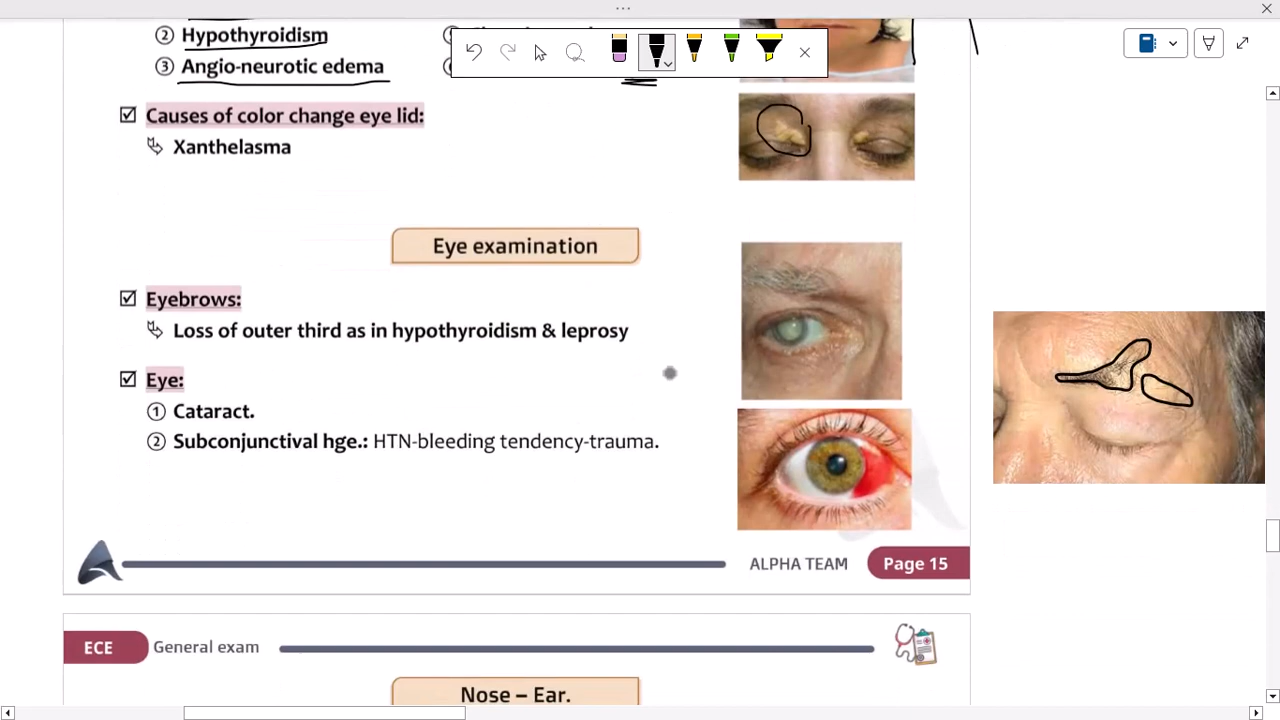 ② Hypothyroidism
③ Angio-neurotic edema
Causes of color change eye lid:
Xanthelasma
Eye examination
Eyebrows:
Loss of outer third as in hypothyroidism & leprosy
Eye:
① Cataract.
② Subconjunctival hge.: HTN-bleeding tendency-trauma.
ALPHA TEAM Page 15
ECE General exam
Nose – Ear.